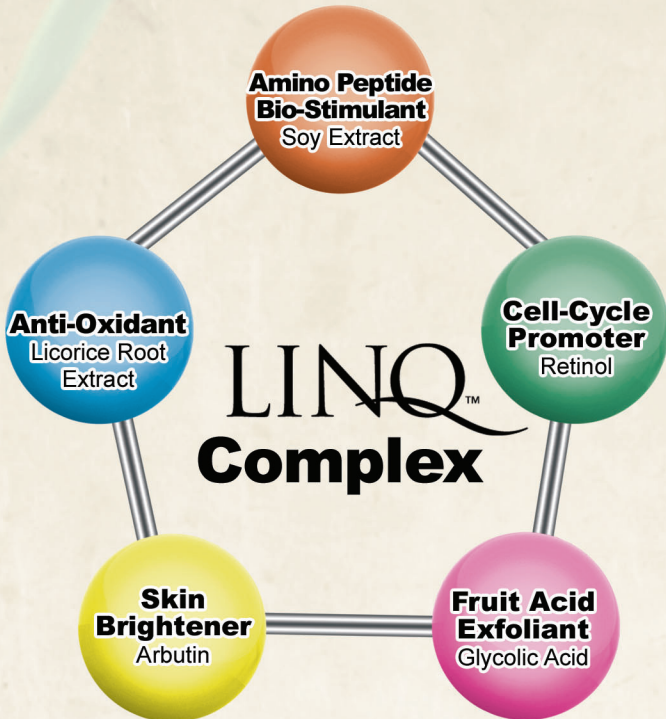 Amino Peptide
Bio-Stimulant
Soy Extract
Anti-Oxidant
Licorice Root
Extract
Cell-Cycle
Promoter
Retinol
LINQ™
Complex
Skin
Brightener
Arbutin
Fruit Acid
Exfoliant
Glycolic Acid